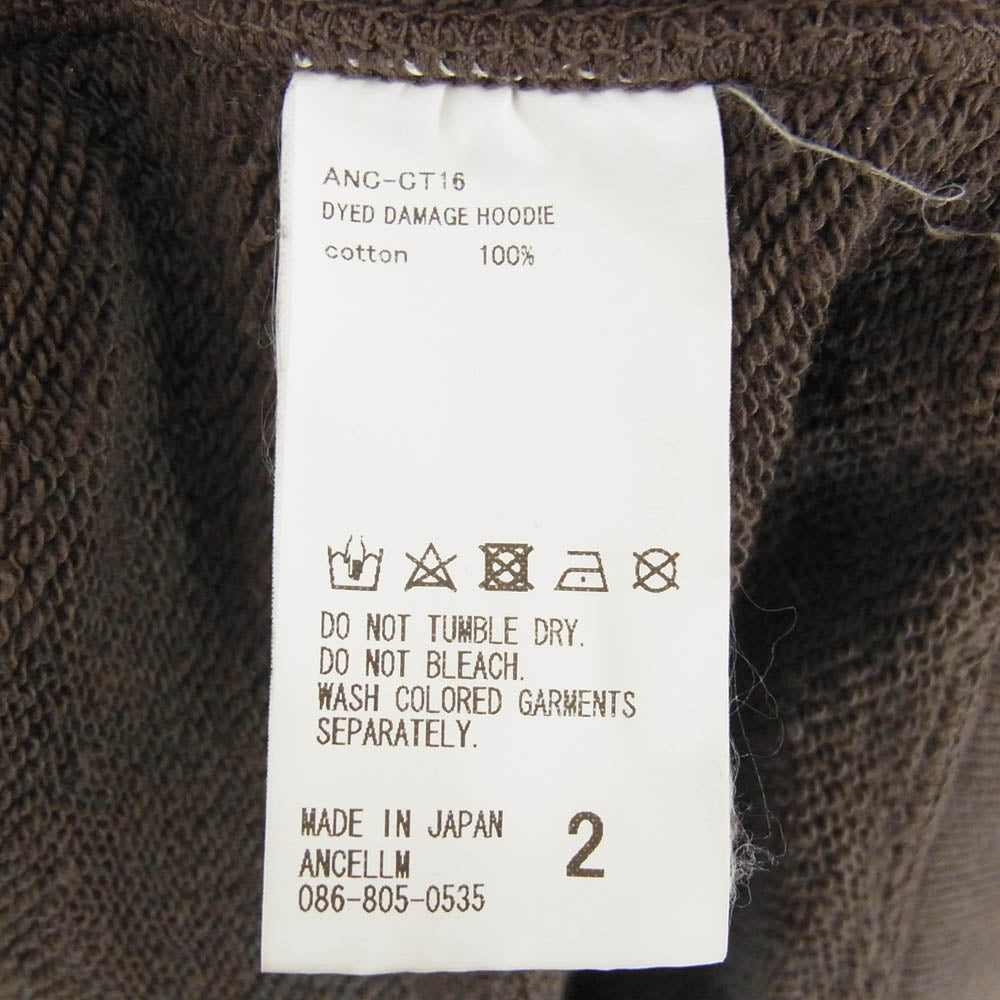 ANC-CT16
DYED DAMAGE HOODIE
cotton 100%
DO NOT TUMBLE DRY.
DO NOT BLEACH.
WASH COLORED GARMENTS
SEPARATELY.
MADE IN JAPAN 2
ANCELLM
086-805-0535